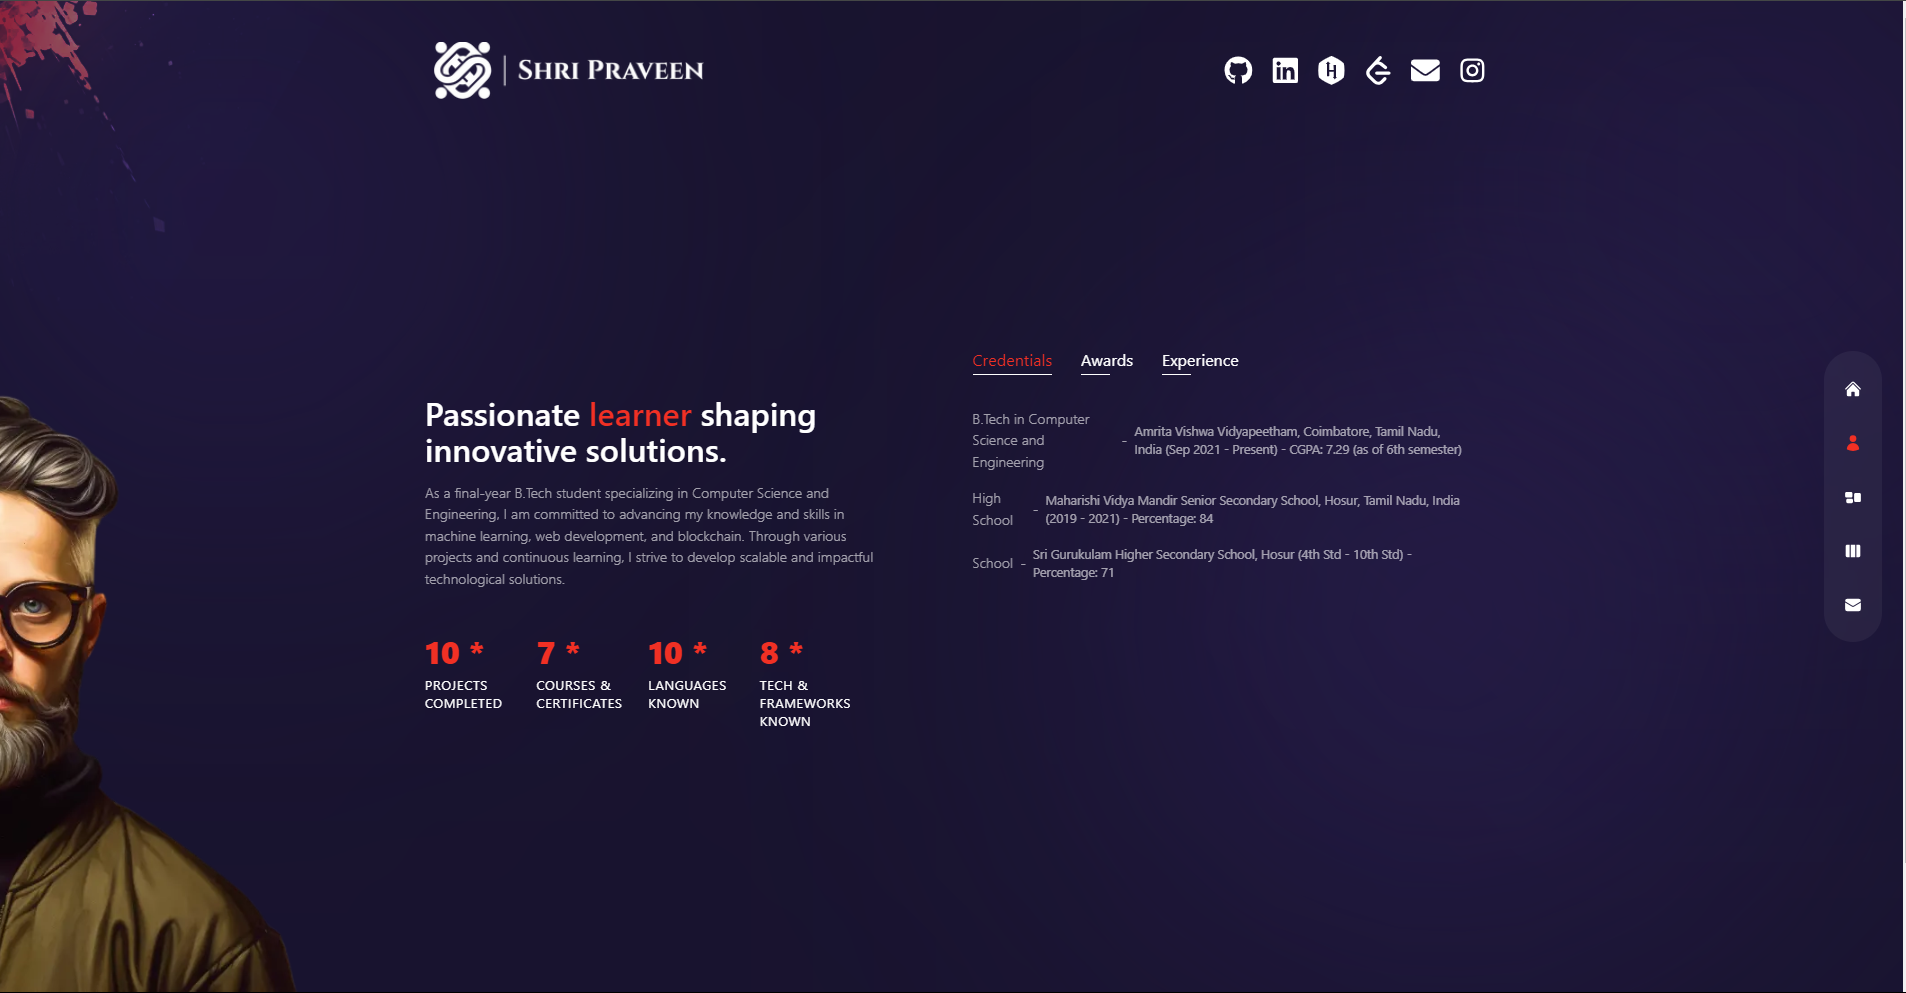 Shri Praveen
Credentials Awards Experience
Passionate learner shaping
innovative solutions.
As a final-year B.Tech student specializing in Computer Science and
Engineering, I am committed to advancing my knowledge and skills in
machine learning, web development, and blockchain. Through various
projects and continuous learning, I strive to develop scalable and impactful
technological solutions.
10 *
PROJECTS
COMPLETED
7 *
COURSES &
CERTIFICATES
10 *
LANGUAGES
KNOWN
8 *
TECH &
FRAMEWORKS
KNOWN
B.Tech in Computer
Science and
Engineering
-
Amrita Vishwa Vidyapeetham, Coimbatore, Tamil Nadu,
India (Sep 2021 - Present) - CGPA: 7.29 (as of 6th semester)
High
School
-
Maharishi Vidya Mandir Senior Secondary School, Hosur, Tamil Nadu, India
(2019 - 2021) - Percentage: 84
School -
Sri Gurukulam Higher Secondary School, Hosur (4th Std - 10th Std) -
Percentage: 71